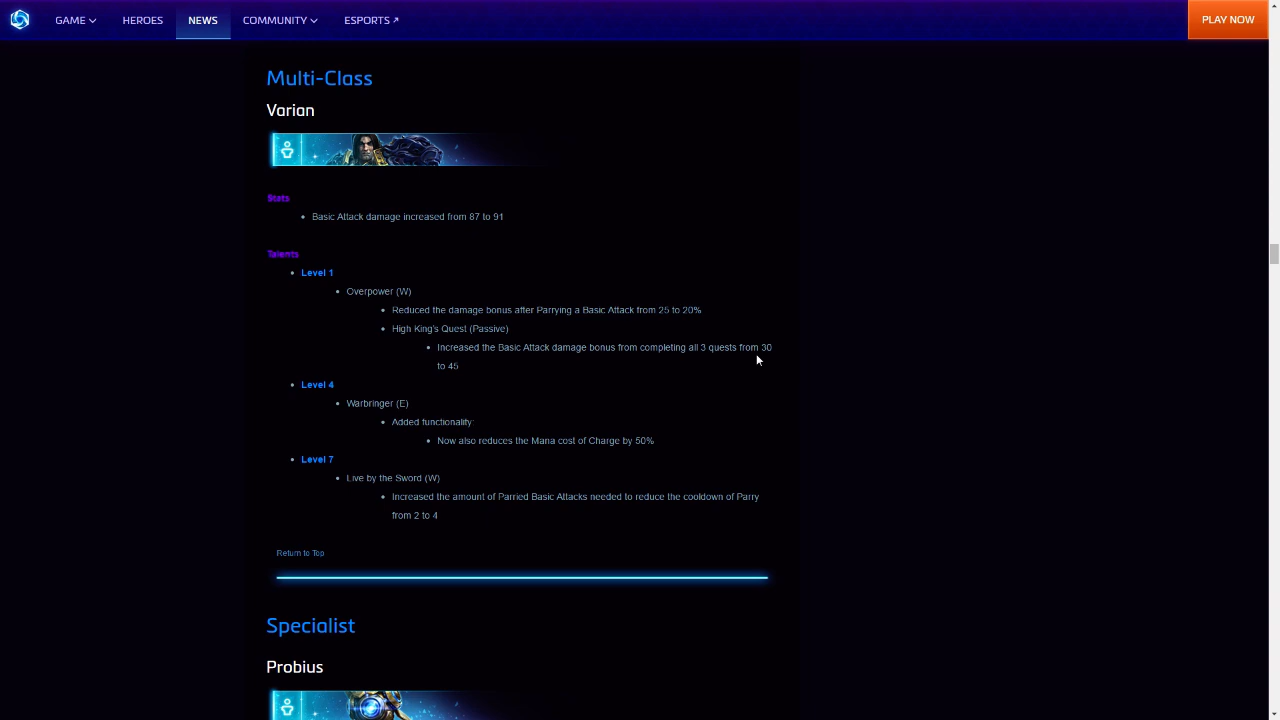 GAME HEROES NEWS COMMUNITY ESPORTS PLAY NOW
Multi-Class
Varian
Stats
Basic Attack damage increased from 87 to 91
Talents
Level 1
Overpower (W)
Reduced the damage bonus after Parrying a Basic Attack from 25 to 20%
High King's Quest (Passive)
Increased the Basic Attack damage bonus from completing all 3 quests from 30
to 45
Level 4
Warbringer (E)
Added functionality:
Now also reduces the Mana cost of Charge by 50%
Level 7
Live by the Sword (W)
Increased the amount of Parried Basic Attacks needed to reduce the cooldown of Parry
from 2 to 4
Return to Top
Specialist
Probius